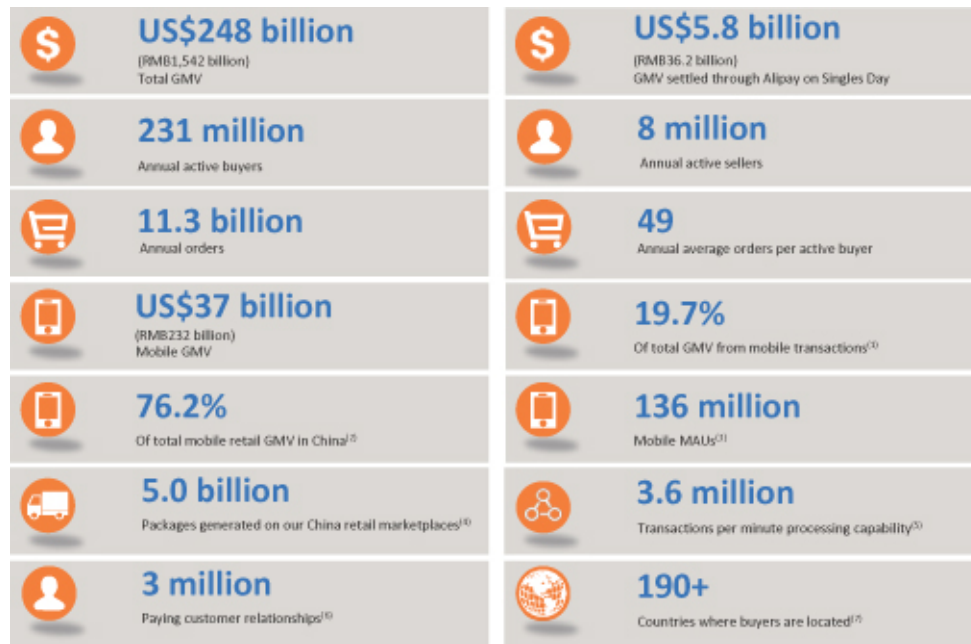 US$248 billion
(RMB1,542 billion)
Total GMV
US$5.8 billion
(RMB36.2 billion)
GMV settled through Alipay on Singles Day
231 million
Annual active buyers
8 million
Annual active sellers
11.3 billion
Annual orders
49
Annual average orders per active buyer
US$37 billion
(RMB232 billion)
Mobile GMV
19.7%
Of total GMV from mobile transactions(1)
76.2%
Of total mobile retail GMV in China(2)
136 million
Mobile MAUs(3)
5.0 billion
Packages generated on our China retail marketplaces(4)
3.6 million
Transactions per minute processing capability(5)
3 million
Paying customer relationships(6)
190+
Countries where buyers are located(7)